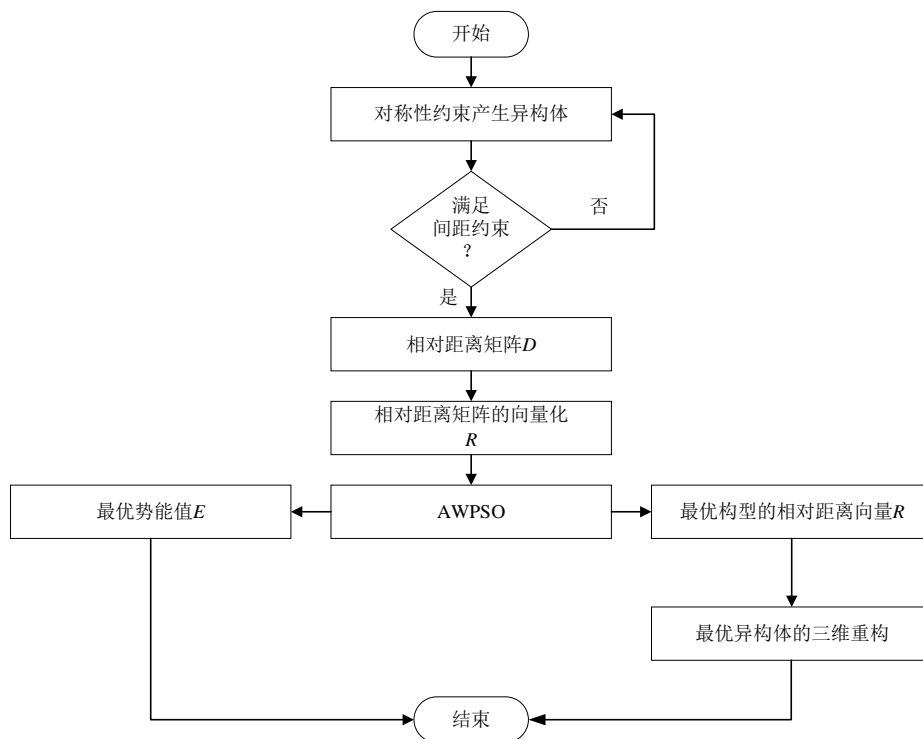 开始
对称性约束产生异构体
满足
间距约束
？
否
是
相对距离矩阵D
相对距离矩阵的向量化
R
最优势能值E
AWPSO
最优构型的相对距离向量R
最优异构体的三维重构
结束